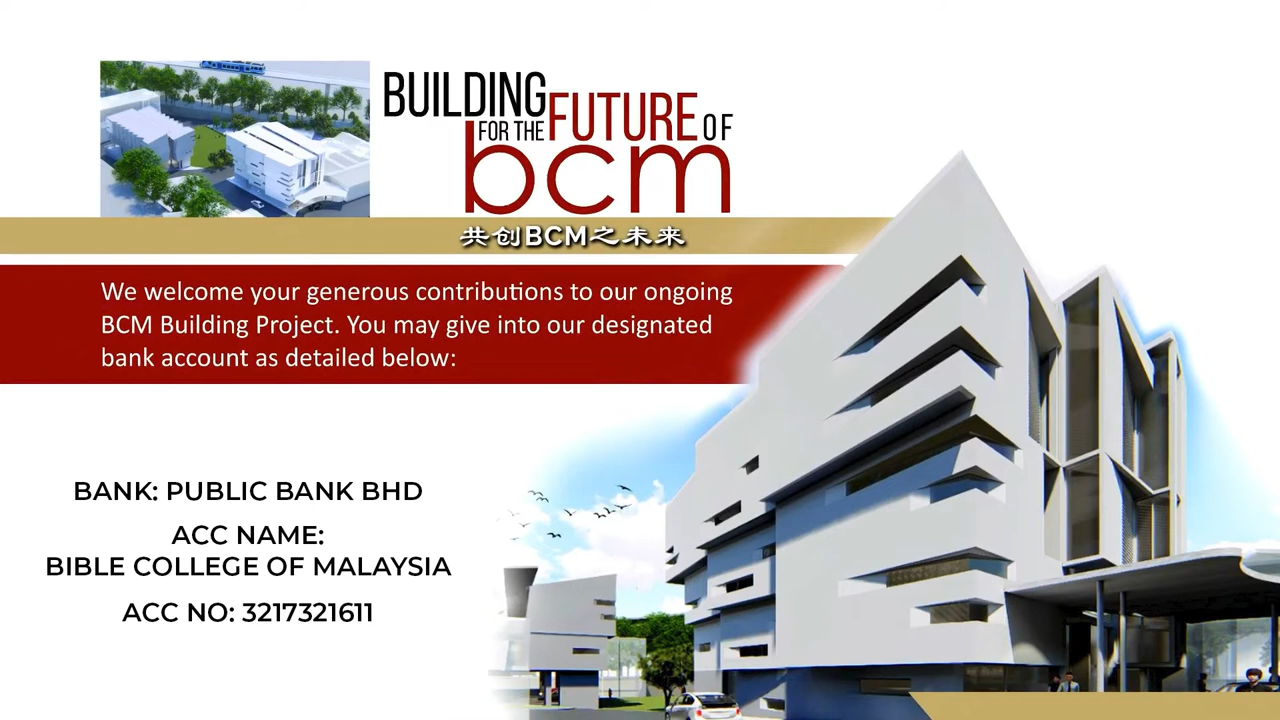 BUILDING
FOR THE FUTURE OF
bcm
共创BCM之未来
We welcome your generous contributions to our ongoing
BCM Building Project. You may give into our designated
bank account as detailed below:
BANK: PUBLIC BANK BHD
ACC NAME:
BIBLE COLLEGE OF MALAYSIA
ACC NO: 3217321611